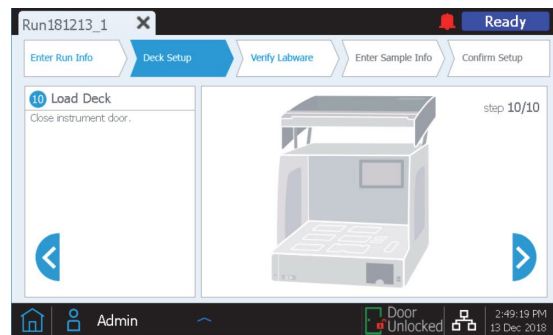 Run181213_1
Ready
Enter Run Info
Deck Setup
Verify Labware
Enter Sample Info
Confirm Setup
10 Load Deck
Close instrument door.
step 10/10
Admin
Door
Unlocked
2:49:19 PM
13 Dec 2018